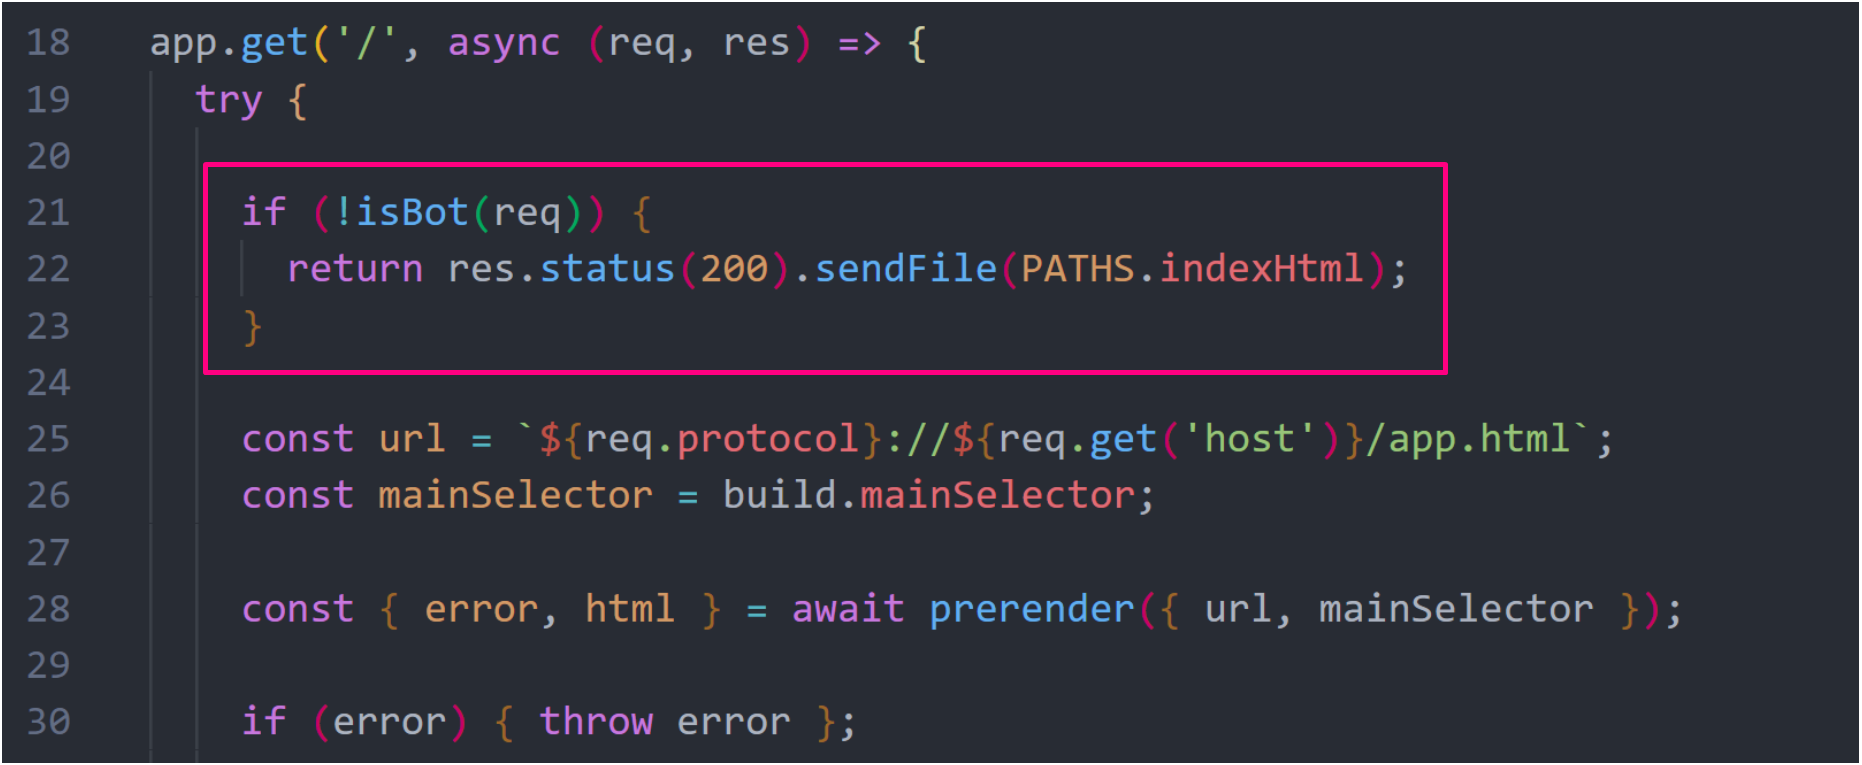 18 app.get('/', async (req, res) => {
19 try {
20
21 if (!isBot(req)) {
22 return res.status(200).sendFile(PATHS.indexHtml);
23 }
24
25 const url = `${req.protocol}://${req.get('host')}/app.html`;
26 const mainSelector = build.mainSelector;
27
28 const { error, html } = await prerender({ url, mainSelector });
29
30 if (error) { throw error };